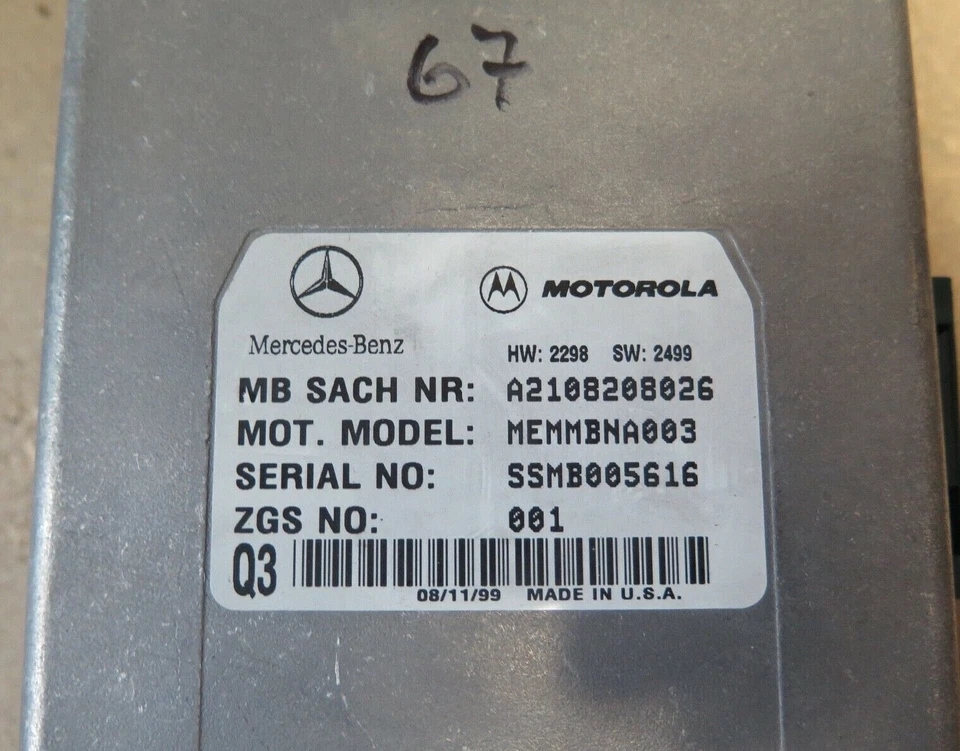 67
MOTOROLA
Mercedes-Benz
HW: 2298 SW: 2499
MB SACH NR: A2108208026
MOT. MODEL: MEMMBNA003
SERIAL NO: SSMB005616
ZGS NO: 001
Q3
08/11/99 MADE IN U.S.A.